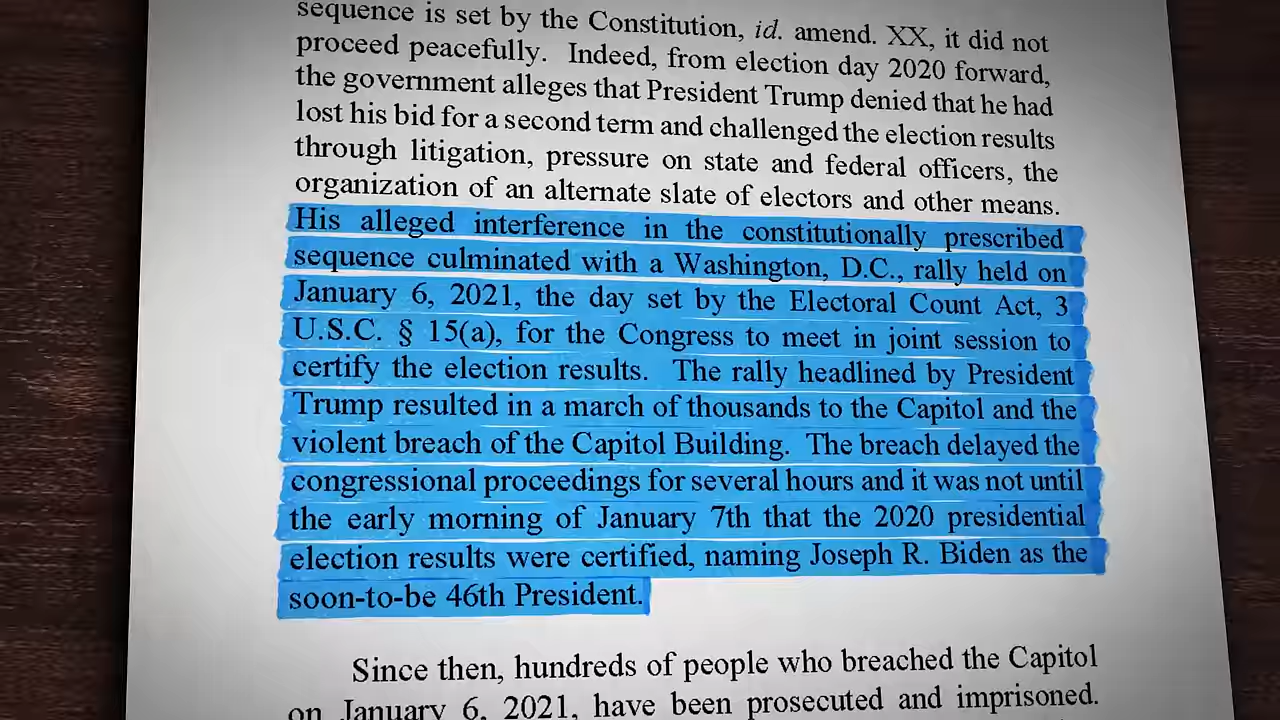 sequence is set by the Constitution, id. amend. XX, it did not
proceed peacefully. Indeed, from election day 2020 forward,
the government alleges that President Trump denied that he had
lost his bid for a second term and challenged the election results
through litigation, pressure on state and federal officers, the
organization of an alternate slate of electors and other means.
His alleged interference in the constitutionally prescribed
sequence culminated with a Washington, D.C., rally held on
January 6, 2021, the day set by the Electoral Count Act, 3
U.S.C. § 15(a), for the Congress to meet in joint session to
certify the election results. The rally headlined by President
Trump resulted in a march of thousands to the Capitol and the
violent breach of the Capitol Building. The breach delayed the
congressional proceedings for several hours and it was not until
the early morning of January 7th that the 2020 presidential
election results were certified, naming Joseph R. Biden as the
soon-to-be 46th President.
Since then, hundreds of people who breached the Capitol
on January 6, 2021, have been prosecuted and imprisoned.